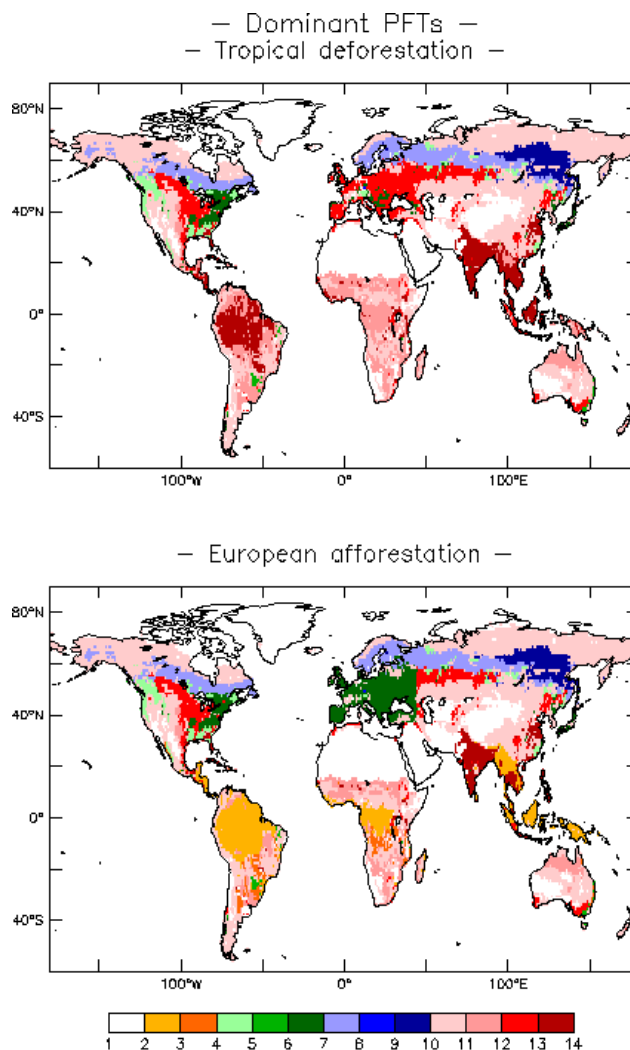 — Dominant PFTs —
— Tropical deforestation —
80°N
40°N
0°
40°S
100°W 0° 100°E
— European afforestation —
80°N
40°N
0°
40°S
100°W 0° 100°E
1 2 3 4 5 6 7 8 9 10 11 12 13 14